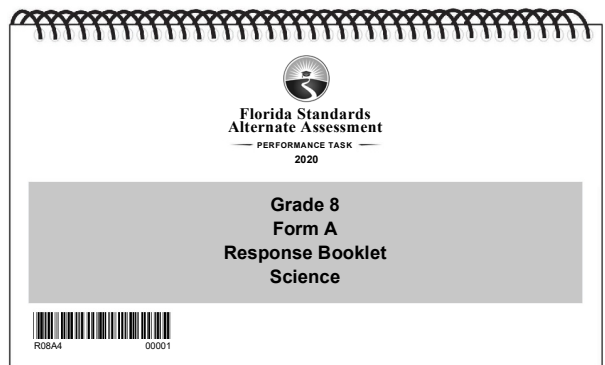 Florida Standards
Alternate Assessment
PERFORMANCE TASK
2020
Grade 8
Form A
Response Booklet
Science
R08A4 00001